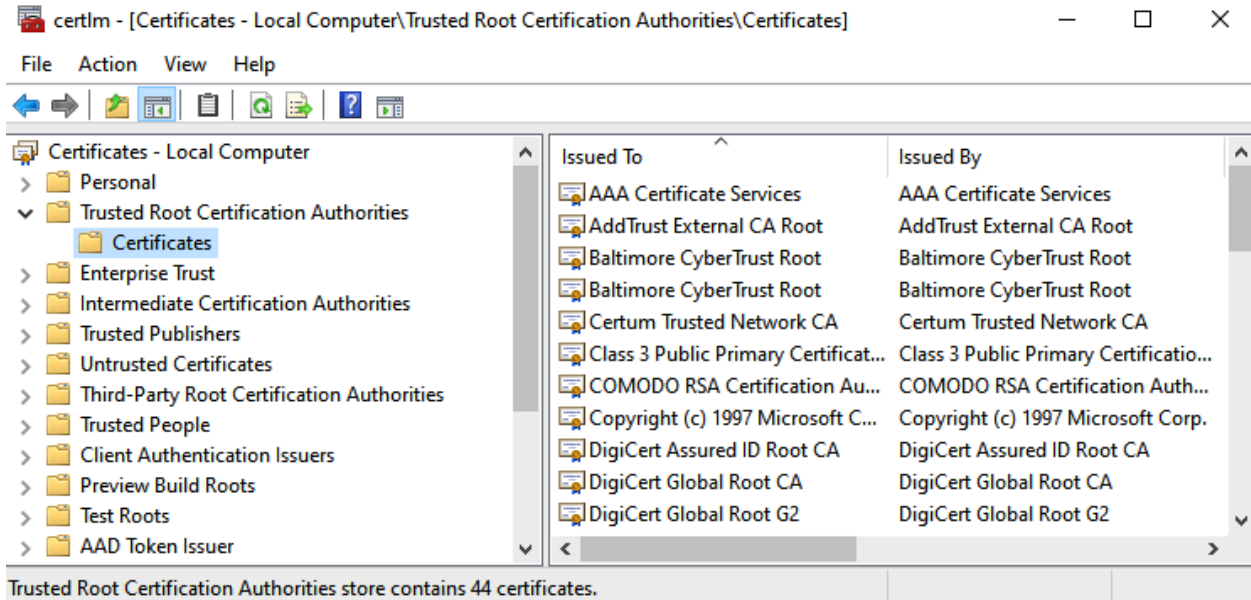 certlm - [Certificates - Local Computer\Trusted Root Certification Authorities\Certificates]
File Action View Help
Certificates - Local Computer
Personal
Trusted Root Certification Authorities
Certificates
Enterprise Trust
Intermediate Certification Authorities
Trusted Publishers
Untrusted Certificates
Third-Party Root Certification Authorities
Trusted People
Client Authentication Issuers
Preview Build Roots
Test Roots
AAD Token Issuer
Issued To Issued By
AAA Certificate Services AAA Certificate Services
AddTrust External CA Root AddTrust External CA Root
Baltimore CyberTrust Root Baltimore CyberTrust Root
Baltimore CyberTrust Root Baltimore CyberTrust Root
Certum Trusted Network CA Certum Trusted Network CA
Class 3 Public Primary Certificat... Class 3 Public Primary Certificatio...
COMODO RSA Certification Au... COMODO RSA Certification Auth...
Copyright (c) 1997 Microsoft C... Copyright (c) 1997 Microsoft Corp.
DigiCert Assured ID Root CA DigiCert Assured ID Root CA
DigiCert Global Root CA DigiCert Global Root CA
DigiCert Global Root G2 DigiCert Global Root G2
Trusted Root Certification Authorities store contains 44 certificates.